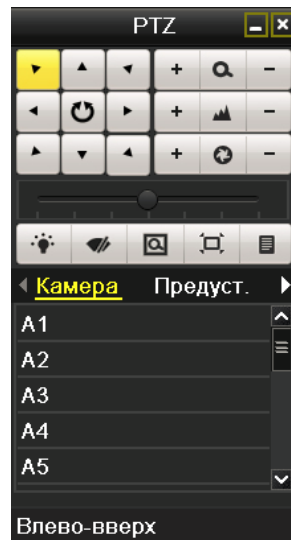 PTZ
+ −
+ −
+ −
Камера Предуст.
A1
A2
A3
A4
A5
Влево-вверх